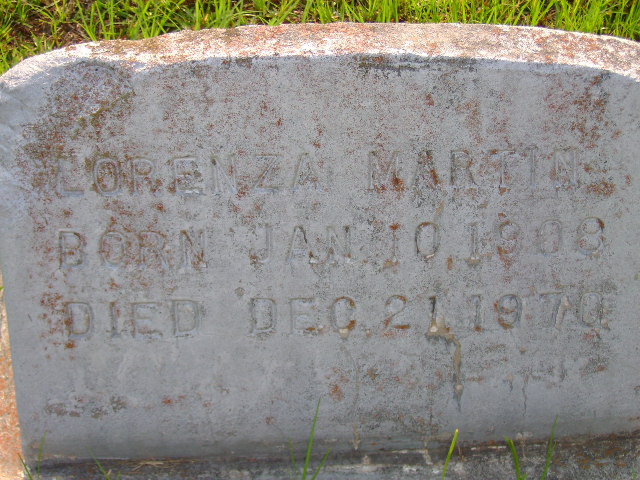 LORENZA MARTIN
BORN JAN. 10, 1908
DIED DEC. 21, 1970